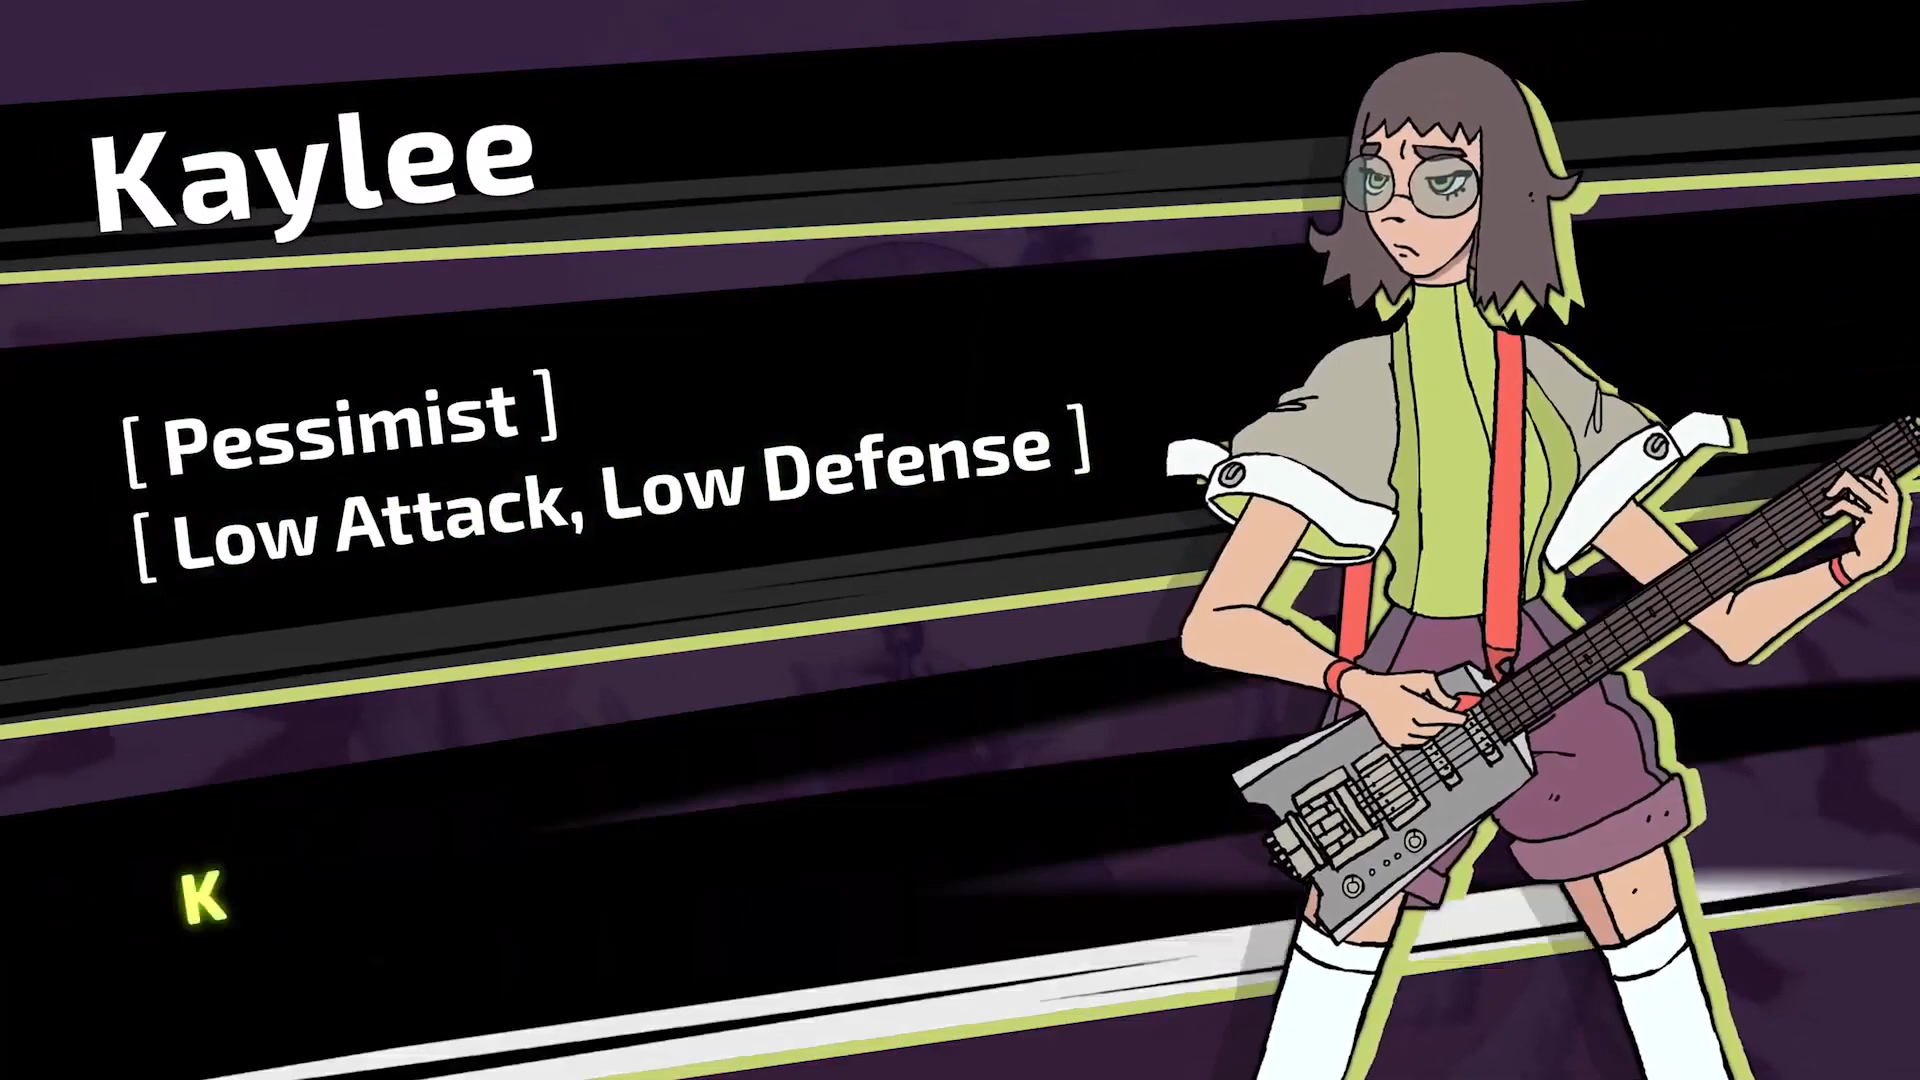 Kaylee
[ Pessimist ]
[ Low Attack, Low Defense ]
K